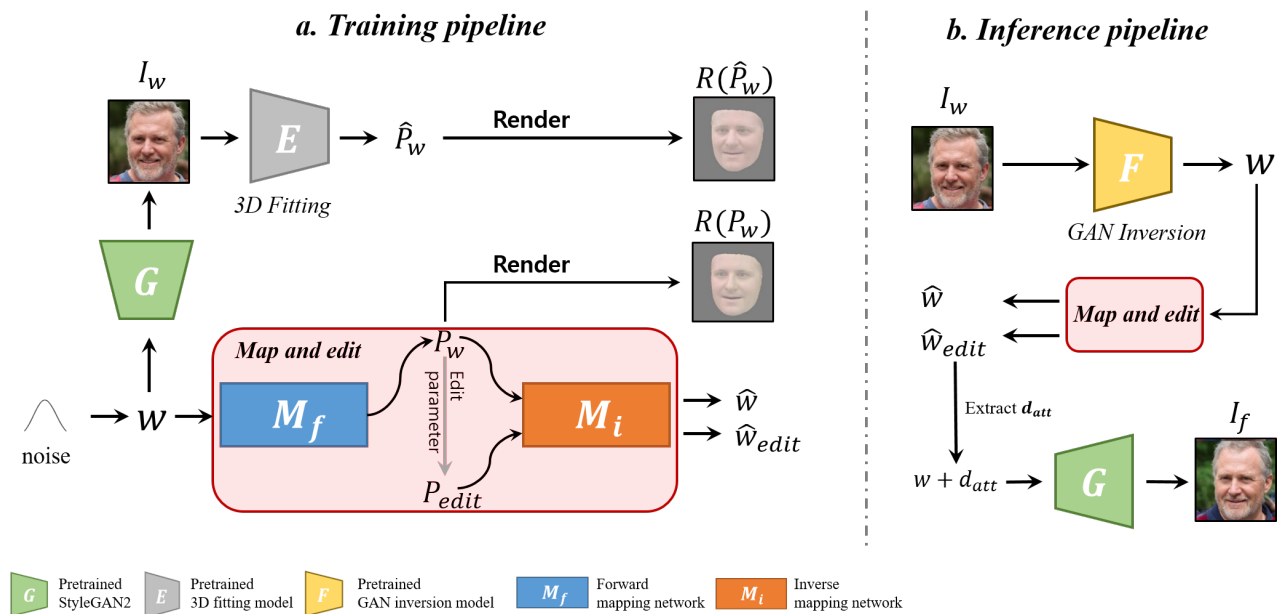 a. Training pipeline
I_w
E
3D Fitting
P̂_w
Render
R(P̂_w)
G
Render
R(P_w)
Map and edit
P_w
noise
w
M_f
Edit
parameter
M_i
P_edit
ŵ
ŵ_edit
b. Inference pipeline
I_w
F
GAN Inversion
w
Map and edit
ŵ
ŵ_edit
Extract d_att
w + d_att
G
I_f
G
Pretrained
StyleGAN2
E
Pretrained
3D fitting model
F
Pretrained
GAN inversion model
M_f
Forward
mapping network
M_i
Inverse
mapping network